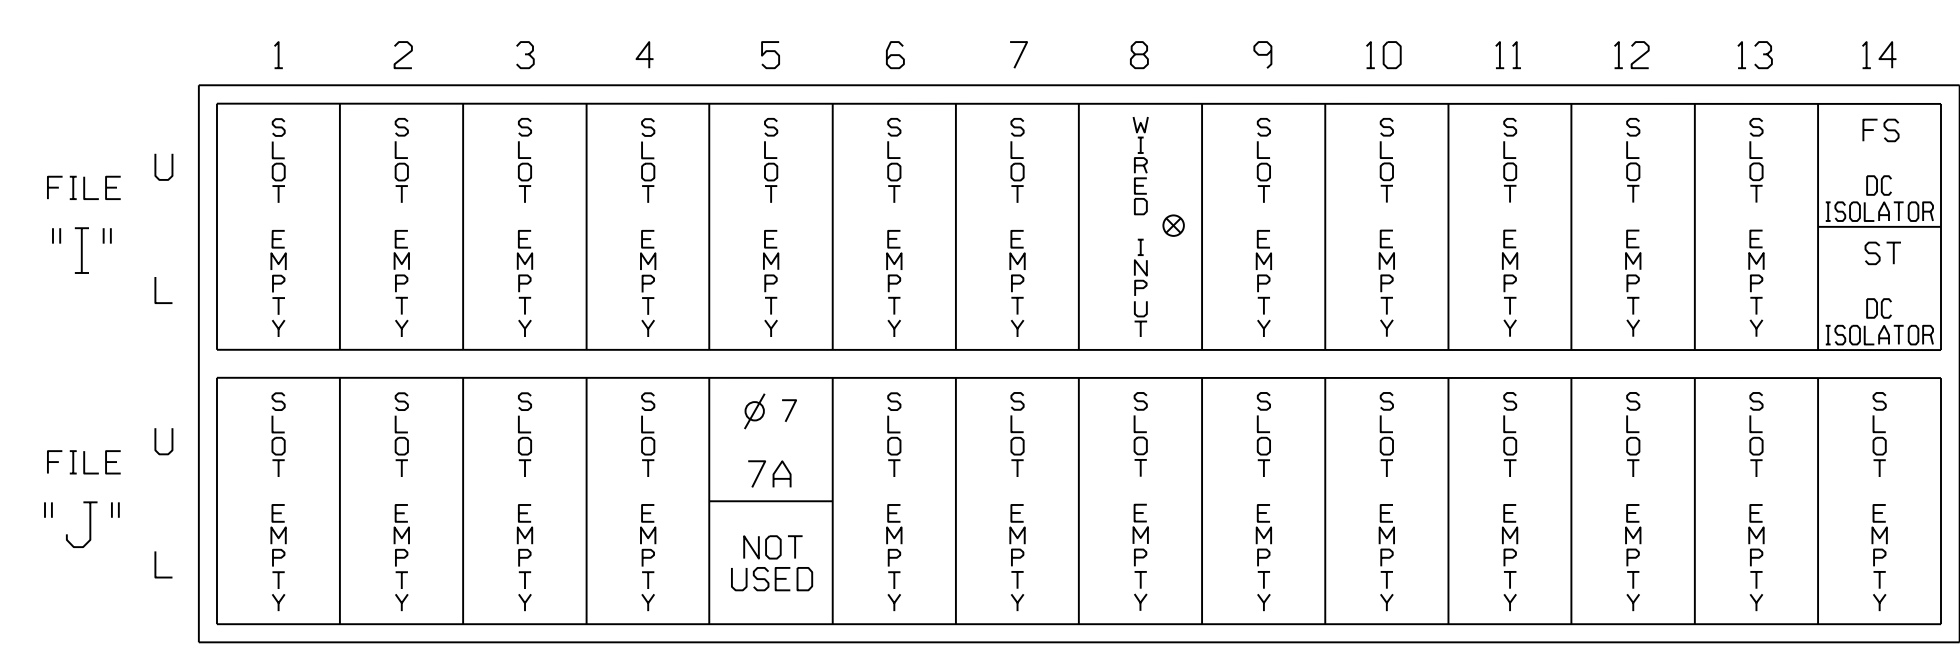 1 2 3 4 5 6 7 8 9 10 11 12 13 14
FILE
"I"
U
L
SLOT EMPTY
SLOT EMPTY
SLOT EMPTY
SLOT EMPTY
SLOT EMPTY
SLOT EMPTY
SLOT EMPTY
WIRED INPUT
SLOT EMPTY
SLOT EMPTY
SLOT EMPTY
SLOT EMPTY
SLOT EMPTY
FS
DC
ISOLATOR
ST
DC
ISOLATOR
FILE
"J"
U
L
SLOT EMPTY
SLOT EMPTY
SLOT EMPTY
SLOT EMPTY
Ø 7
7A
NOT
USED
SLOT EMPTY
SLOT EMPTY
SLOT EMPTY
SLOT EMPTY
SLOT EMPTY
SLOT EMPTY
SLOT EMPTY
SLOT EMPTY
SLOT EMPTY